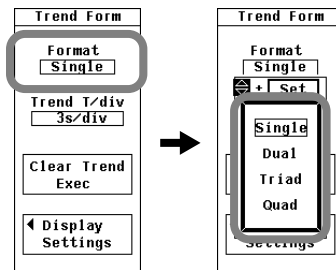 Trend Form
Format
Single
Trend T/div
3s/div
Clear Trend
Exec
Display
Settings
Trend Form
Format
Single
+ Set
Single
Dual
Triad
Quad
Settings